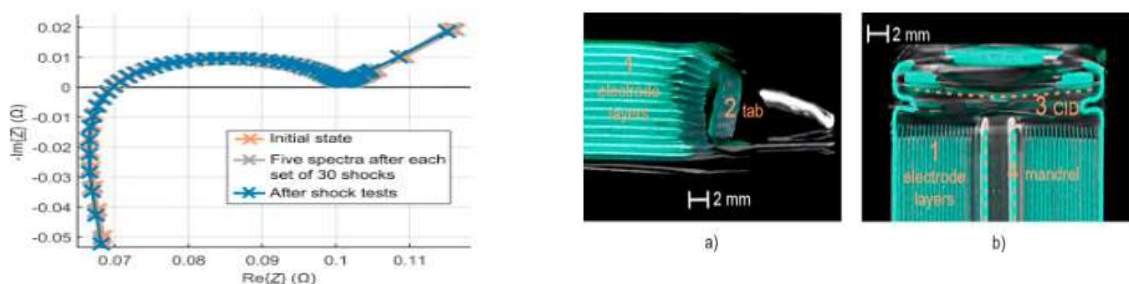 0.02
0.01
0
-0.01
-0.02
-0.03
-0.04
-0.05
-Im{Z} (Ω)
Initial state
Five spectra after each
set of 30 shocks
After shock tests
0.07
0.08
0.09
0.1
0.11
Re{Z} (Ω)
1
electrode
layers
2 tab
2 mm
a)
2 mm
3 CID
1
electrode
layers
4 mandrel
b)